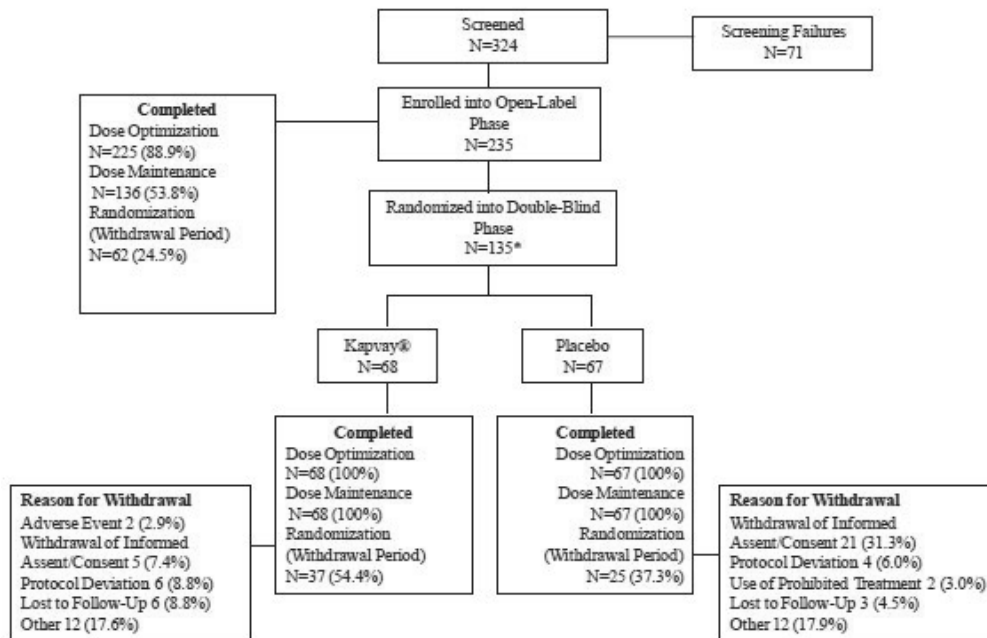 Screened
N=324
Screening Failures
N=71
Enrolled into Open-Label
Phase
N=235
Completed
Dose Optimization
N=225 (88.9%)
Dose Maintenance
N=136 (53.8%)
Randomization
(Withdrawal Period)
N=62 (24.5%)
Randomized into Double-Blind
Phase
N=135*
Kapvay®
N=68
Placebo
N=67
Completed
Dose Optimization
N=68 (100%)
Dose Maintenance
N=68 (100%)
Randomization
(Withdrawal Period)
N=37 (54.4%)
Completed
Dose Optimization
N=67 (100%)
Dose Maintenance
N=67 (100%)
Randomization
(Withdrawal Period)
N=25 (37.3%)
Reason for Withdrawal
Adverse Event 2 (2.9%)
Withdrawal of Informed
Assent/Consent 5 (7.4%)
Protocol Deviation 6 (8.8%)
Lost to Follow-Up 6 (8.8%)
Other 12 (17.6%)
Reason for Withdrawal
Withdrawal of Informed
Assent/Consent 21 (31.3%)
Protocol Deviation 4 (6.0%)
Use of Prohibited Treatment 2 (3.0%)
Lost to Follow-Up 3 (4.5%)
Other 12 (17.9%)